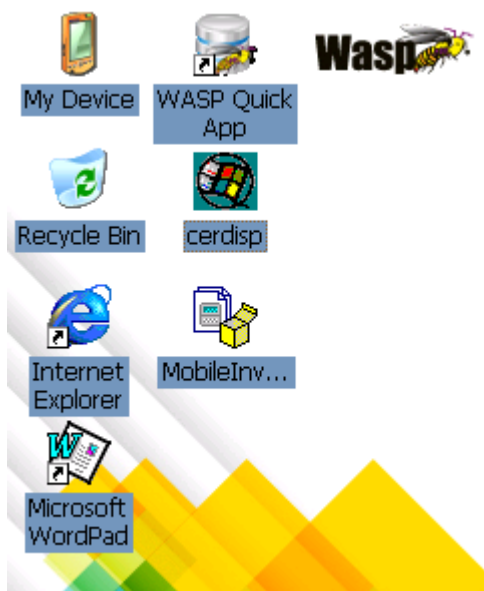 Wasp
My Device
WASP Quick
App
Recycle Bin
cerdisp
Internet
Explorer
MobileInv...
W
Microsoft
WordPad